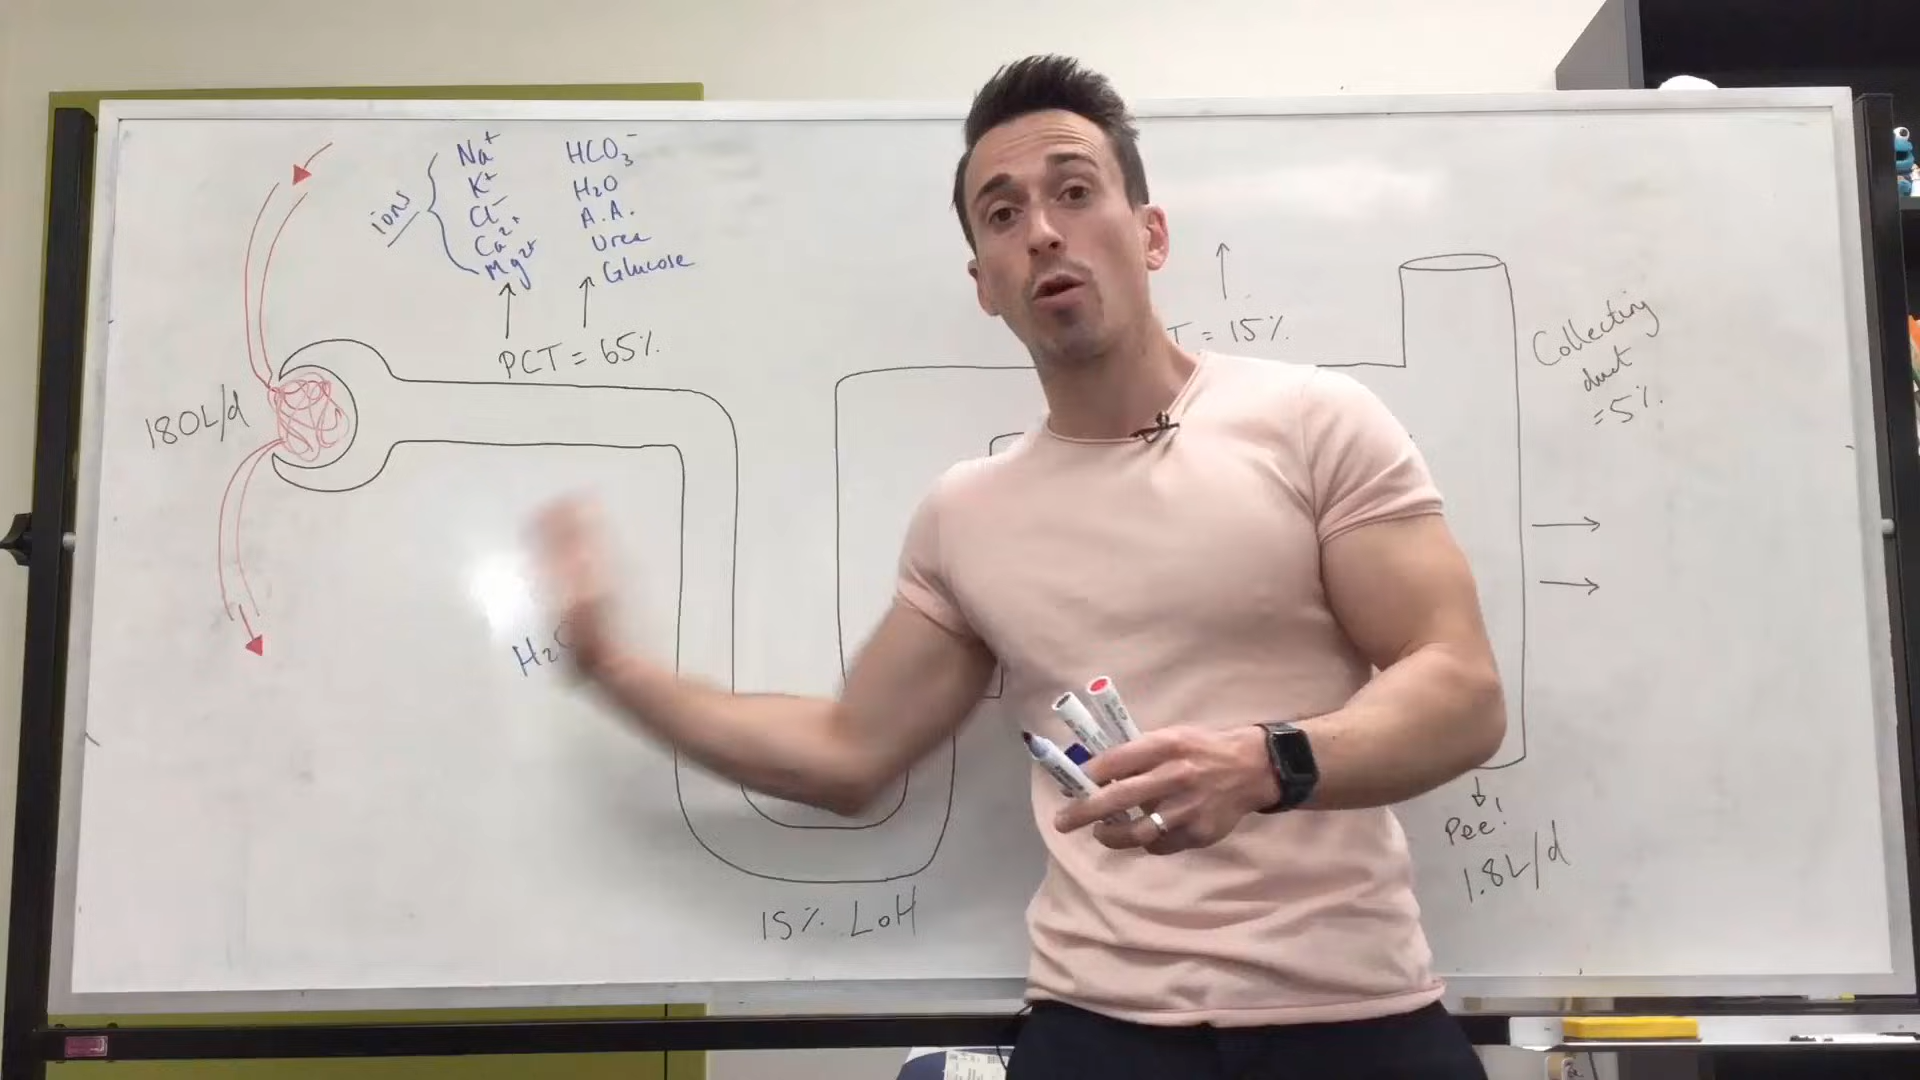 Na+ HCO3-
K+ H2O
Cl- A.A.
Ca2+ Urea
Mg2+ Glucose
ions
PCT = 65%
T = 15%
180L/d
Collecting
duct
= 5%.
H2O
Pee!
1.8L/d
15% LoH